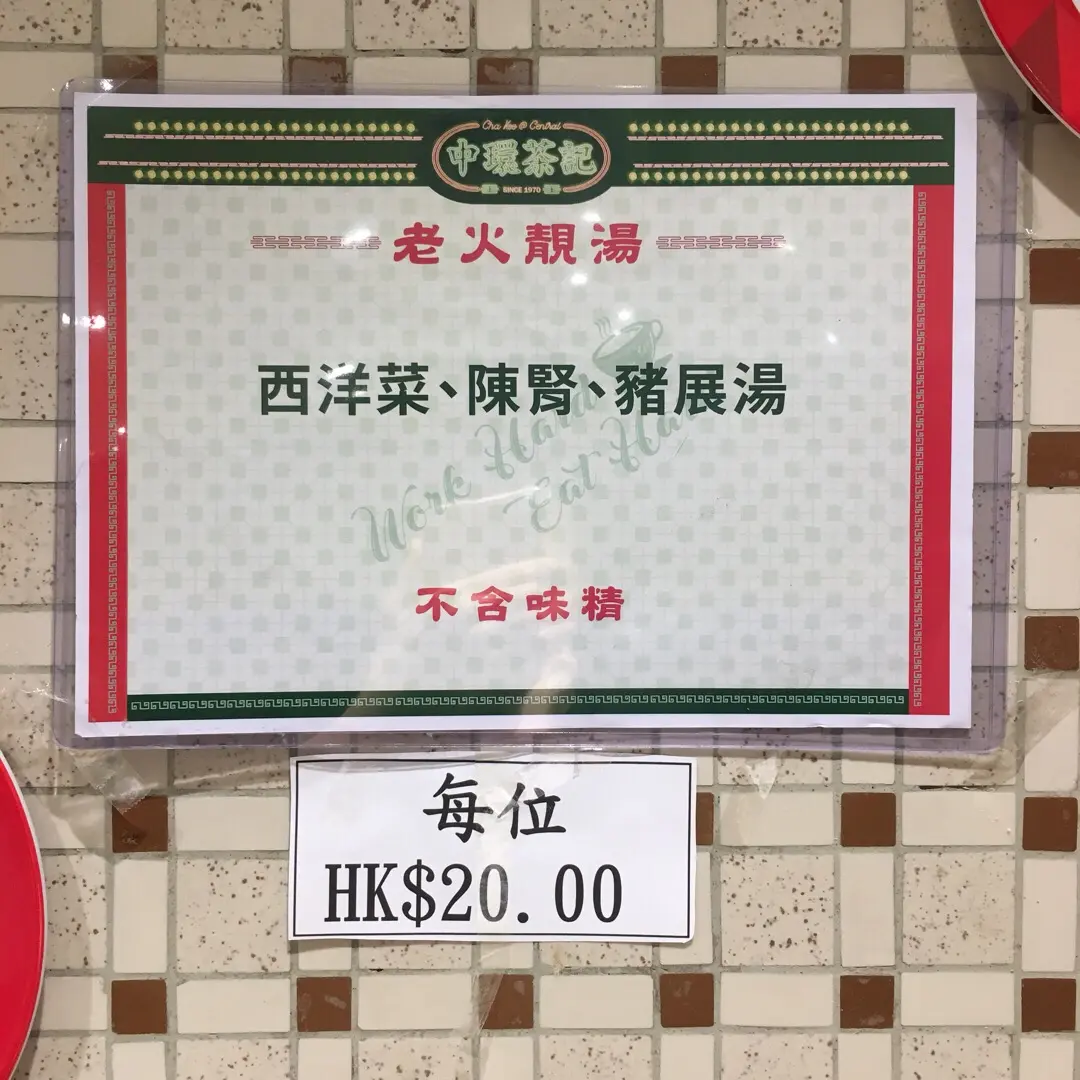 Cha Kee @ Central
中環茶記
SINCE 1970
老火靚湯
西洋菜、陳腎、豬展湯
Work Hard
Eat Hard
不含味精
每位
HK$20.00